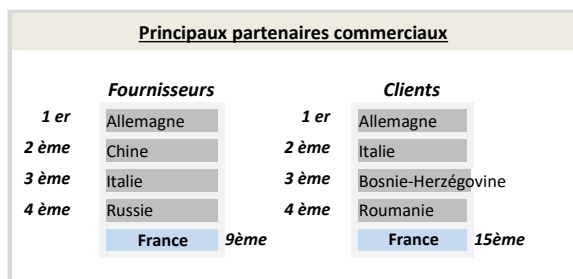 Principaux partenaires commerciaux
Fournisseurs Clients
1 er Allemagne 1 er Allemagne
2 ème Chine 2 ème Italie
3 ème Italie 3 ème Bosnie-Herzégovine
4 ème Russie 4 ème Roumanie
France 9ème France 15ème